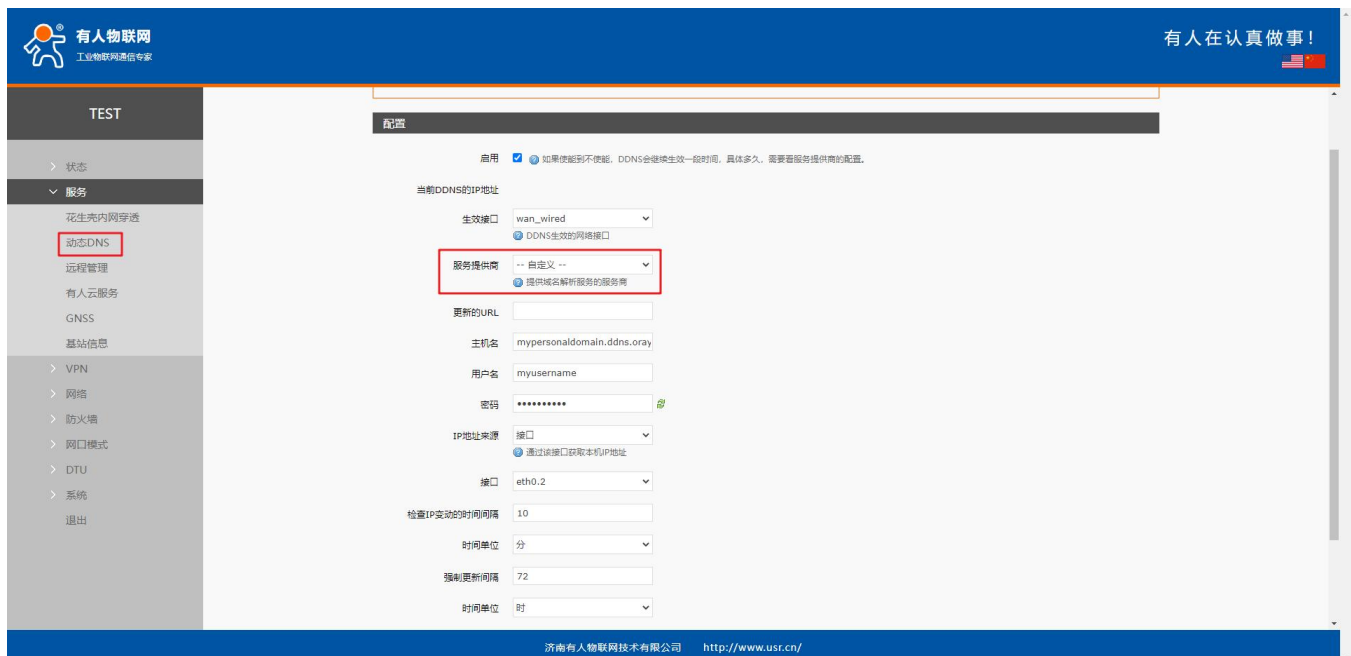 有人物联网
工业物联网通信专家
有人在认真做事!
TEST
状态
服务
花生壳内网穿透
动态DNS
远程管理
有人云服务
GNSS
基站信息
VPN
网络
防火墙
网口模式
DTU
系统
退出
配置
启用 如果使能到不使能,DDNS会继续生效一段时间,具体多久,需要看服务提供商的配置。
当前DDNS的IP地址
生效接口 wan_wired
DDNS生效的网络接口
服务提供商 -- 自定义 --
提供域名解析服务的服务商
更新的URL
主机名 mypersonaldomain.ddns.oray
用户名 myusername
密码 ••••••••••
IP地址来源 接口
通过该接口获取本机IP地址
接口 eth0.2
检查IP变动的时间间隔 10
时间单位 分
强制更新间隔 72
时间单位 时
济南有人物联网技术有限公司 http://www.usr.cn/